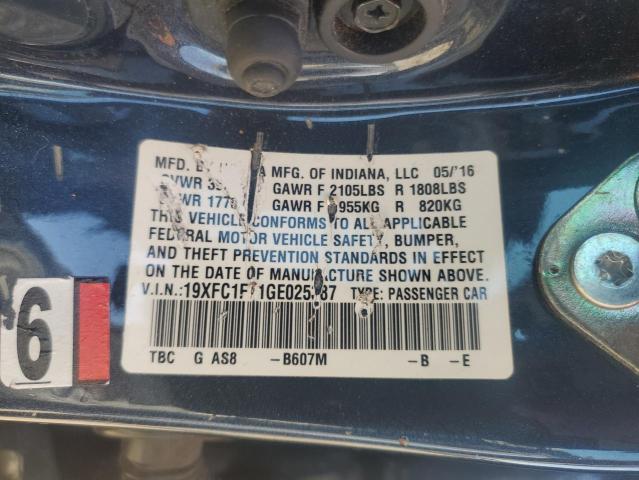 MFD. BY MFG. OF INDIANA, LLC 05/'16
GAWR F 2105LBS R 1808LBS
GAWR F 955KG R 820KG
THIS VEHICLE CONFORMS TO ALL APPLICABLE
FEDERAL MOTOR VEHICLE SAFETY, BUMPER,
AND THEFT PREVENTION STANDARDS IN EFFECT
ON THE DATE OF MANUFACTURE SHOWN ABOVE.
V.I.N.: TYPE: PASSENGER CAR
TBC G AS8 -B607M -B -E
6